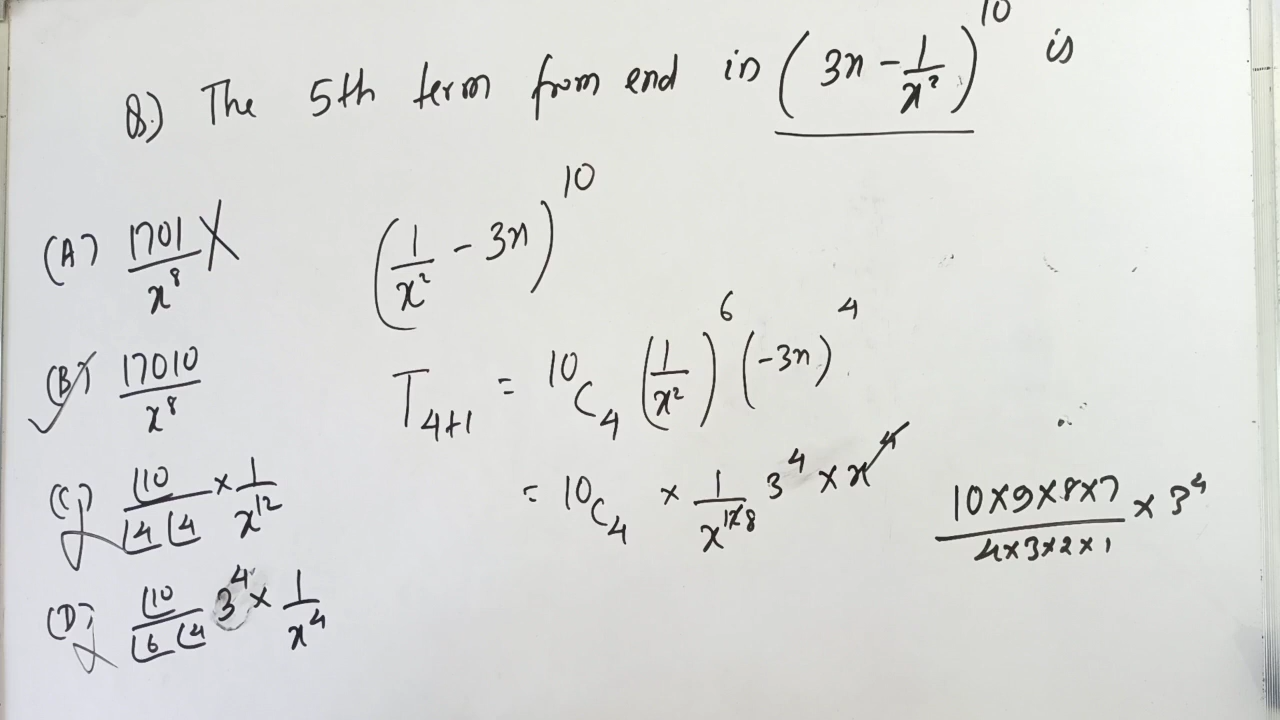 Q.) The 5th term from end in (3x - 1/x²)¹⁰ is
(A) 1701/x⁸
(1/x² - 3x)¹⁰
(B) 17010/x⁸
T₄₊₁ = ¹⁰C₄ (1/x²)⁶ (-3x)⁴
(C) ⌊10/⌊4 ⌊4 × 1/x¹²
= ¹⁰C₄ × 1/x¹² 8 3⁴ × x⁴
10×9×8×7/4×3×2×1 × 3⁴
(D) ⌊10/⌊6 ⌊4 3⁴ × 1/x⁴